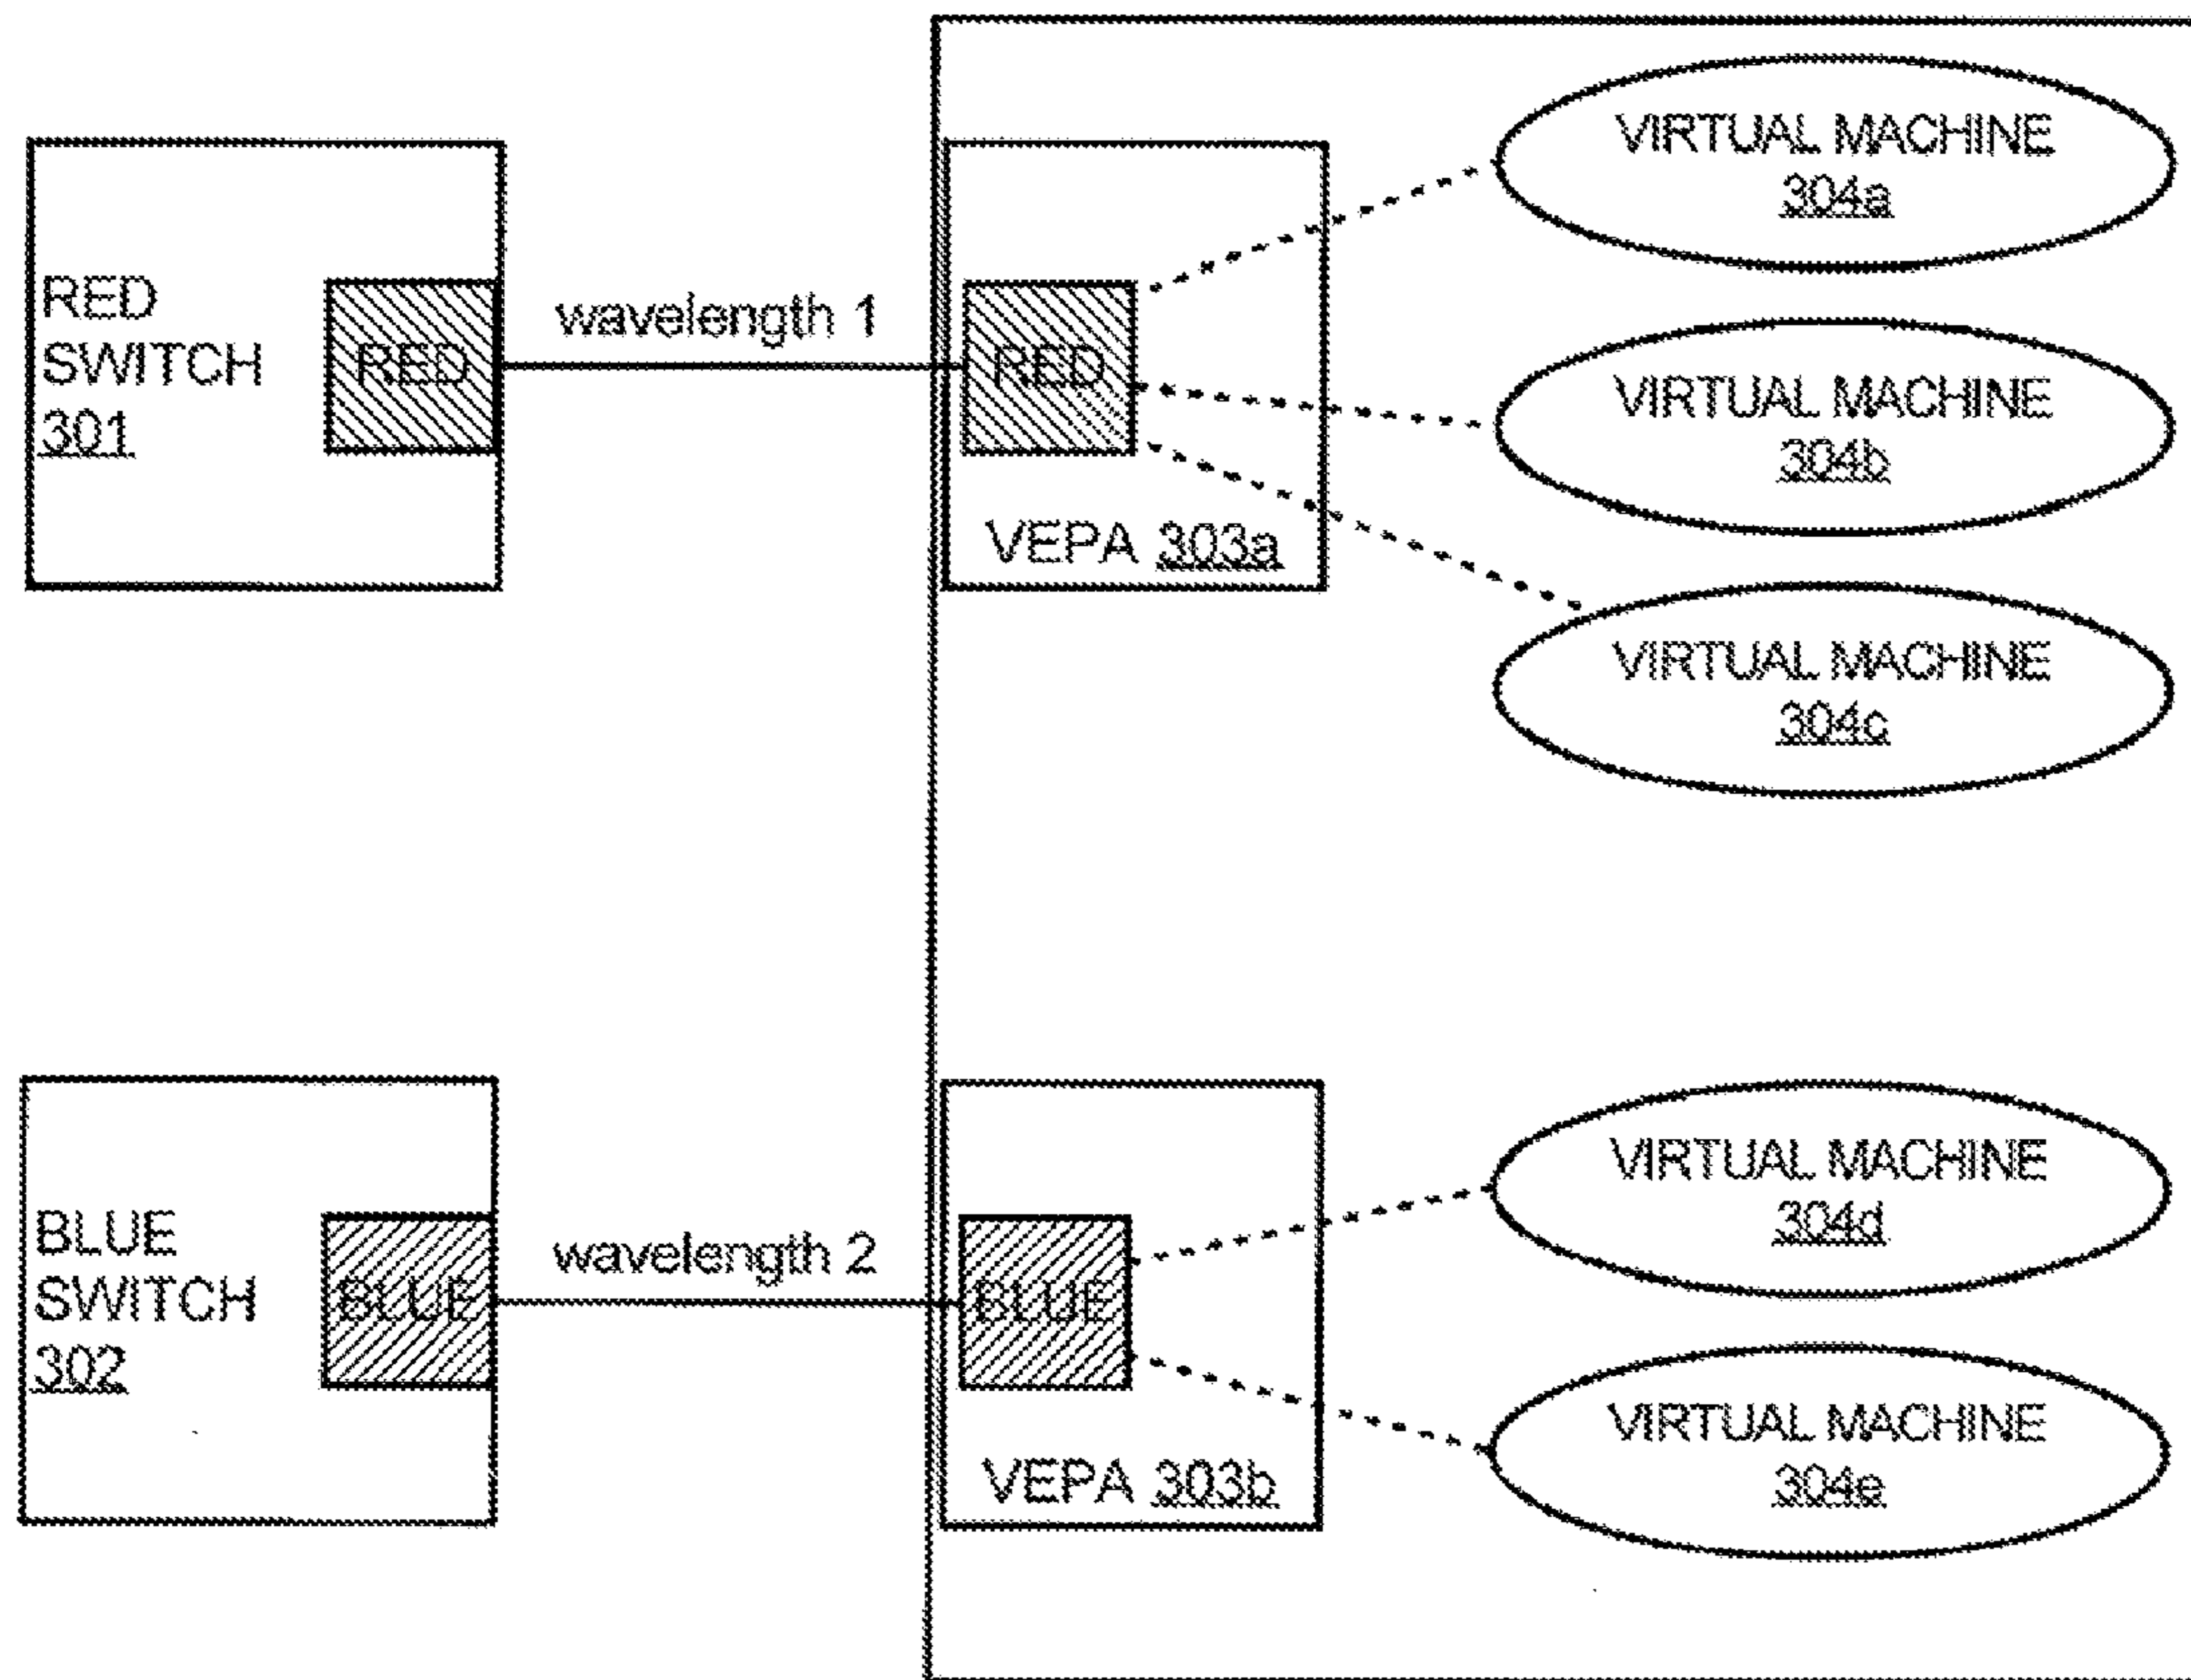 RED
SWITCH
301
RED
wavelength 1
RED
VEPA 303a
VIRTUAL MACHINE
304a
VIRTUAL MACHINE
304b
VIRTUAL MACHINE
304c
BLUE
SWITCH
302
BLUE
wavelength 2
BLUE
VEPA 303b
VIRTUAL MACHINE
304d
VIRTUAL MACHINE
304e